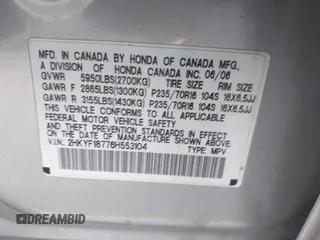 MFD. IN CANADA BY HONDA OF CANADA MFG.,
A DIVISION OF HONDA CANADA INC. 06/06
GVWR 5950LBS(2700KG) TIRE SIZE RIM SIZE
GAWR F 2865LBS(1300KG) P235/70R16 104S 16X6.5JJ
GAWR R 3155LBS(1430KG) P235/70R16 104S 16X6.5JJ
THIS VEHICLE CONFORMS TO ALL APPLICABLE
FEDERAL MOTOR VEHICLE SAFETY STANDARDS IN
EFFECT ON THE DATE OF MANUFACTURE SHOWN ABOVE.
V.I.N.: 2HKYF18776H553104 TYPE: MPV
DREAMBID